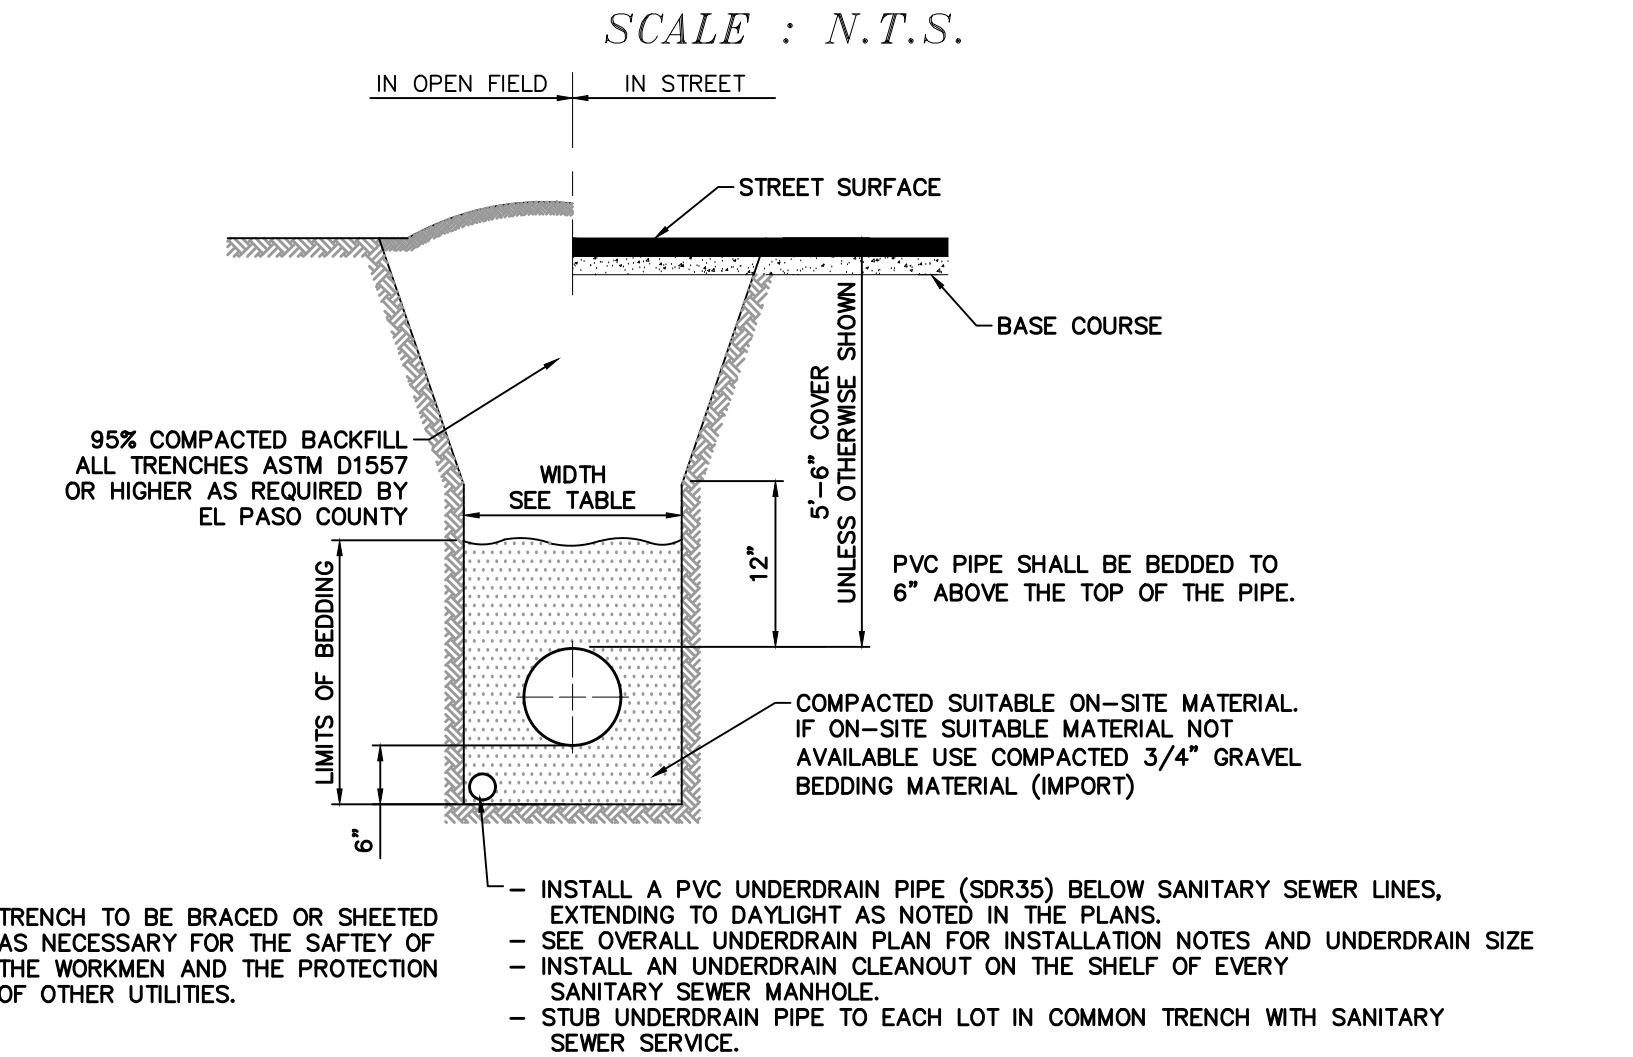 SCALE : N.T.S.
IN OPEN FIELD
IN STREET
STREET SURFACE
BASE COURSE
95% COMPACTED BACKFILL
ALL TRENCHES ASTM D1557
OR HIGHER AS REQUIRED BY
EL PASO COUNTY
WIDTH
SEE TABLE
5'-6" COVER
UNLESS OTHERWISE SHOWN
12"
PVC PIPE SHALL BE BEDDED TO
6" ABOVE THE TOP OF THE PIPE.
LIMITS OF BEDDING
6"
COMPACTED SUITABLE ON-SITE MATERIAL.
IF ON-SITE SUITABLE MATERIAL NOT
AVAILABLE USE COMPACTED 3/4" GRAVEL
BEDDING MATERIAL (IMPORT)
TRENCH TO BE BRACED OR SHEETED
AS NECESSARY FOR THE SAFTEY OF
THE WORKMEN AND THE PROTECTION
OF OTHER UTILITIES.
- INSTALL A PVC UNDERDRAIN PIPE (SDR35) BELOW SANITARY SEWER LINES,
EXTENDING TO DAYLIGHT AS NOTED IN THE PLANS.
- SEE OVERALL UNDERDRAIN PLAN FOR INSTALLATION NOTES AND UNDERDRAIN SIZE
- INSTALL AN UNDERDRAIN CLEANOUT ON THE SHELF OF EVERY
SANITARY SEWER MANHOLE.
- STUB UNDERDRAIN PIPE TO EACH LOT IN COMMON TRENCH WITH SANITARY
SEWER SERVICE.